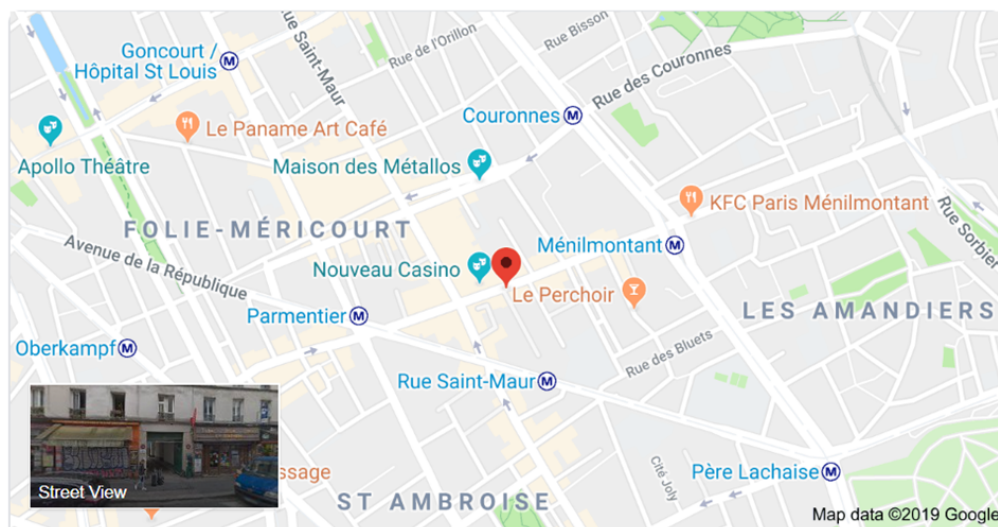 Goncourt /
Hôpital St Louis
Rue Saint-Maur
Rue de l'Orillon
Rue Bisson
Rue des Couronnes
Couronnes
Le Paname Art Café
Apollo Théâtre
Maison des Métallos
KFC Paris Ménilmontant
Rue Sorbier
FOLIE-MÉRICOURT
Avenue de la République
Ménilmontant
Nouveau Casino
Le Perchoir
LES AMANDIERS
Parmentier
Oberkampf
Rue des Bluets
Rue Saint-Maur
Cité Joly
Père Lachaise
ssage
Street View
ST AMBROISE
Map data ©2019 Google